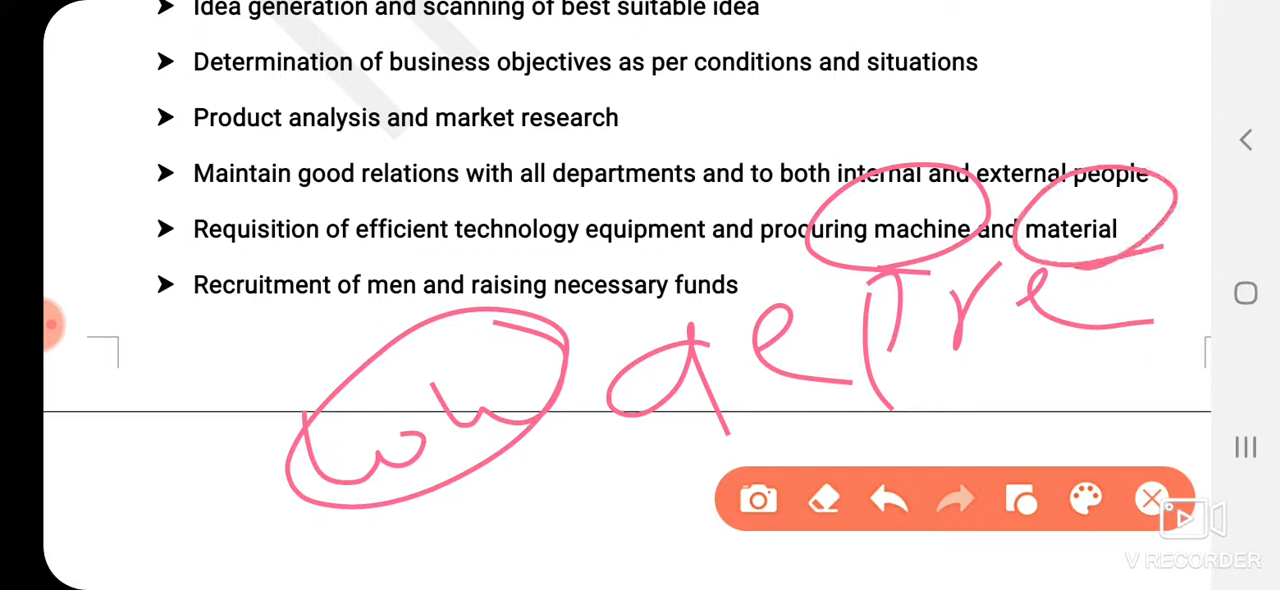 ➤ Idea generation and scanning of best suitable idea
➤ Determination of business objectives as per conditions and situations
➤ Product analysis and market research
➤ Maintain good relations with all departments and to both internal and external people
➤ Requisition of efficient technology equipment and procuring machine and material
➤ Recruitment of men and raising necessary funds
V RECORDER